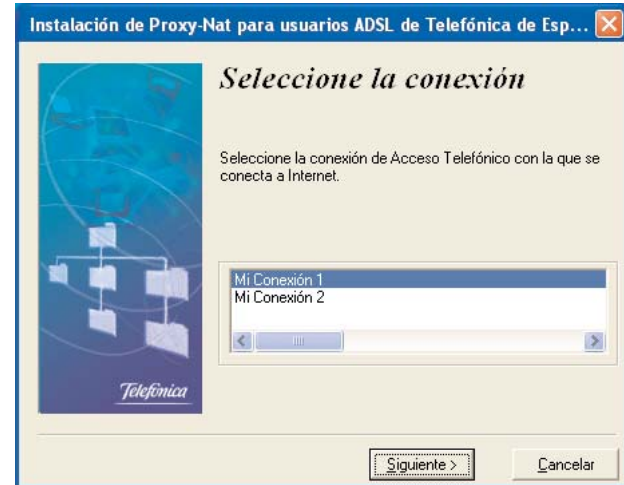 Instalación de Proxy-Nat para usuarios ADSL de Telefónica de Esp...
Seleccione la conexión
Seleccione la conexión de Acceso Telefónico con la que se
conecta a Internet.
Mi Conexión 1
Mi Conexión 2
Telefónica
Siguiente >
Cancelar